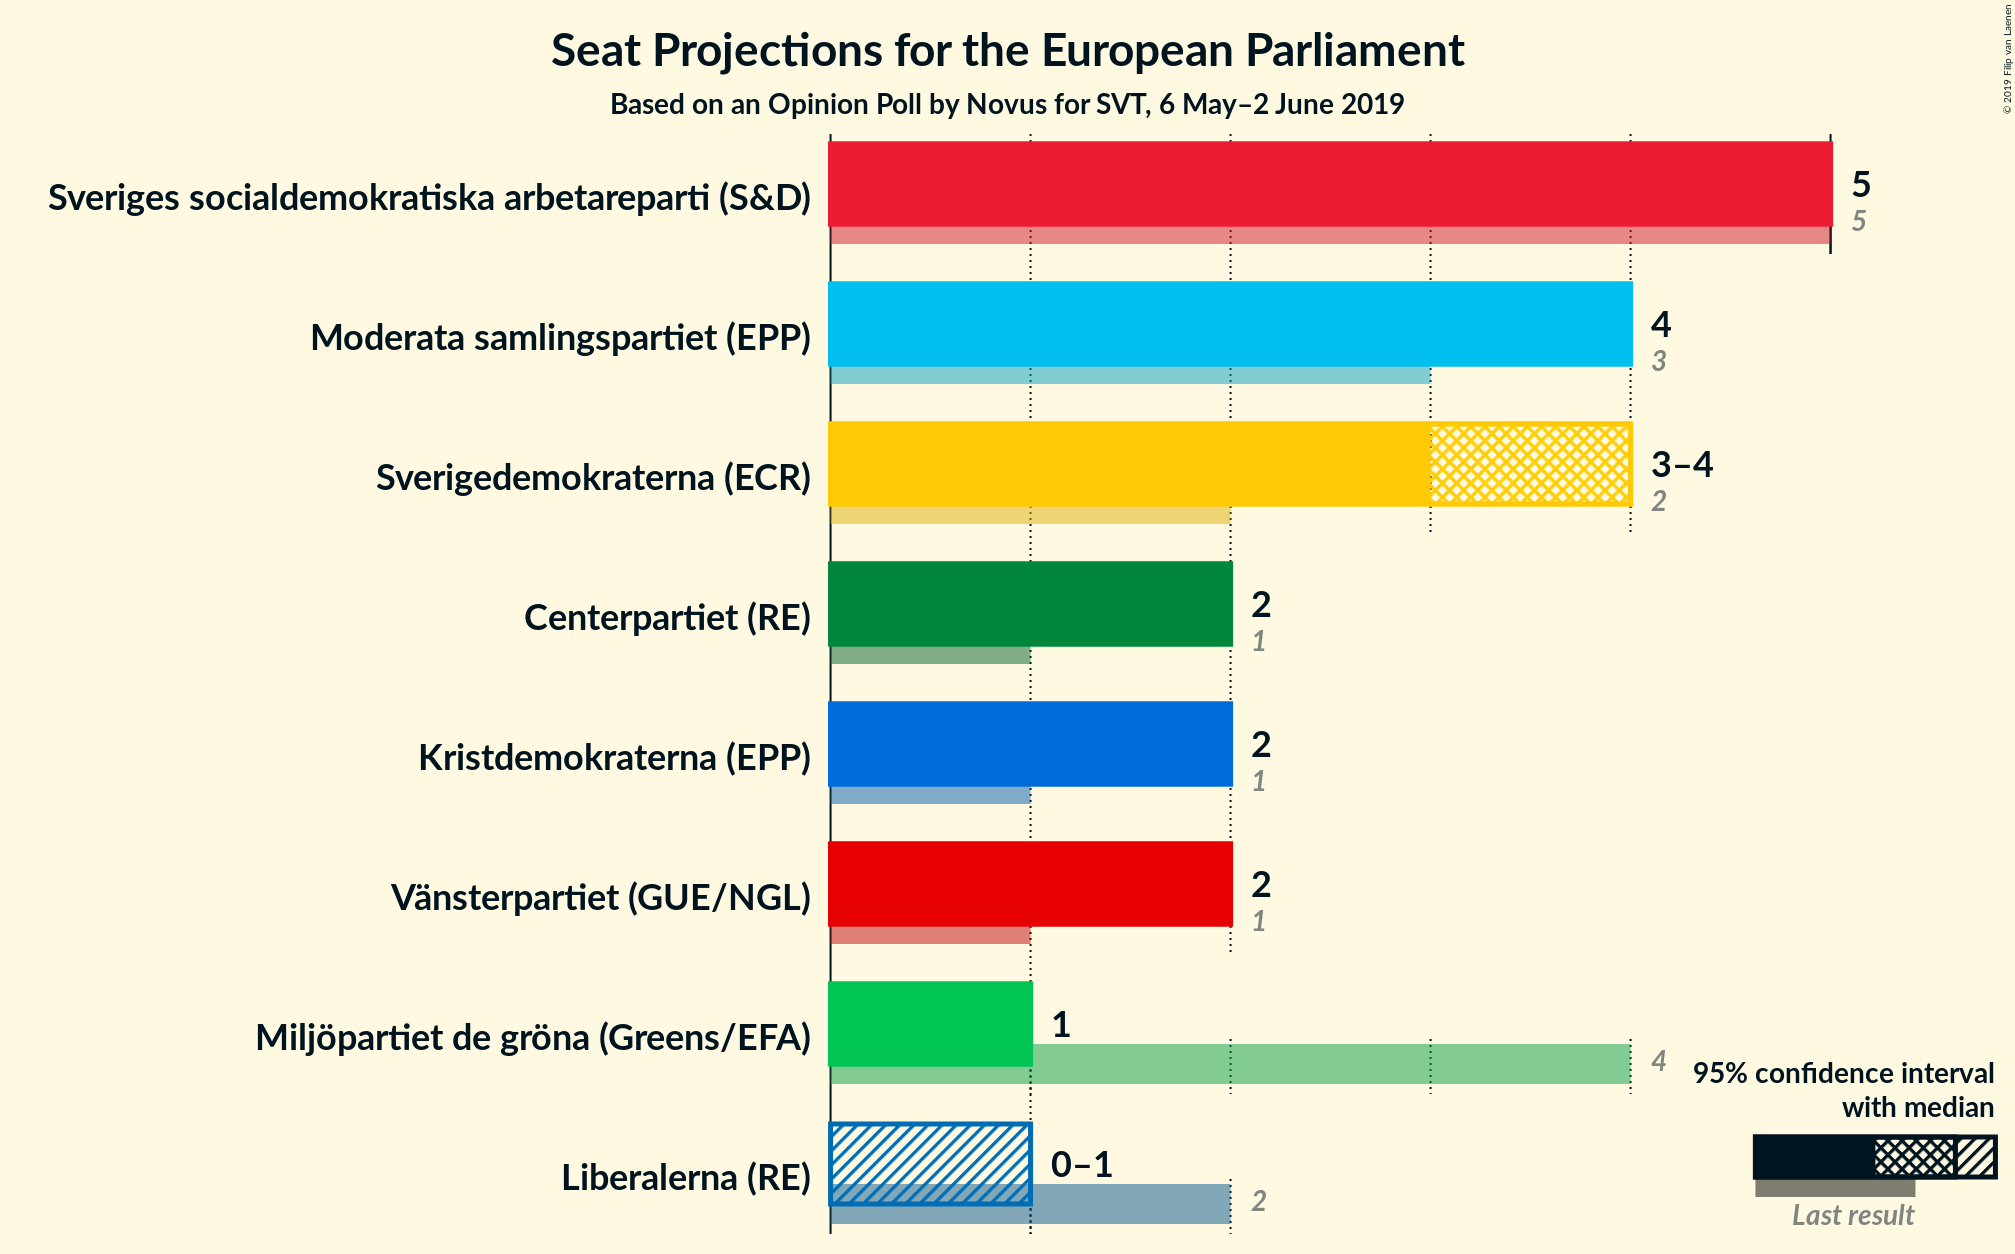 Seat Projections for the European Parliament
Based on an Opinion Poll by Novus for SVT, 6 May–2 June 2019
© 2019 Filip van Laenen
Sveriges socialdemokratiska arbetareparti (S&D)
5
5
Moderata samlingspartiet (EPP)
4
3
Sverigedemokraterna (ECR)
3–4
2
Centerpartiet (RE)
2
1
Kristdemokraterna (EPP)
2
1
Vänsterpartiet (GUE/NGL)
2
1
Miljöpartiet de gröna (Greens/EFA)
1
4
Liberalerna (RE)
0–1
2
95% confidence interval
with median
Last result